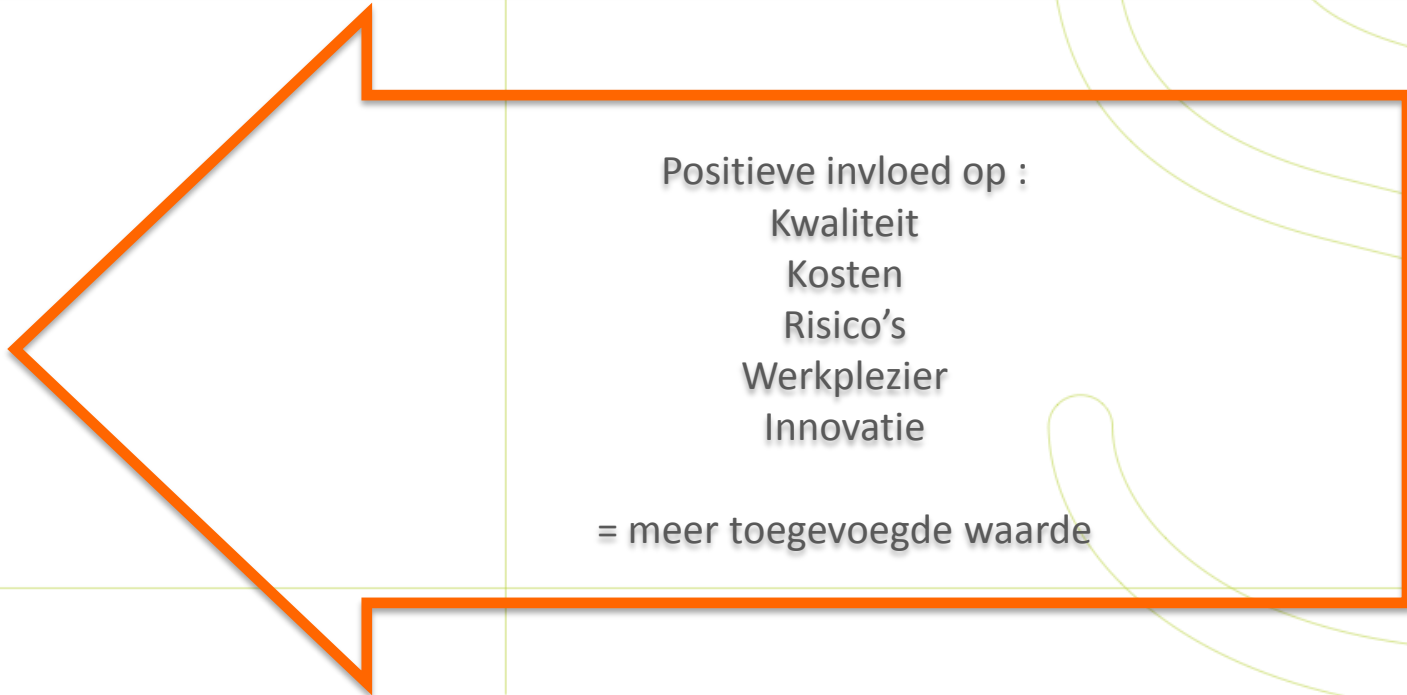 Positieve invloed op :
Kwaliteit
Kosten
Risico’s
Werkplezier
Innovatie
= meer toegevoegde waarde